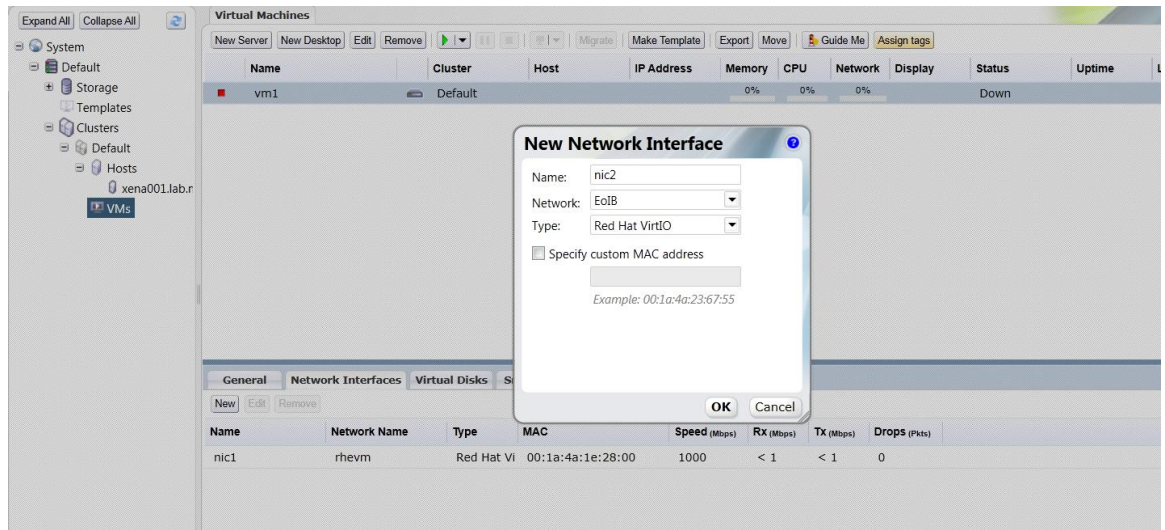 Expand All Collapse All
Virtual Machines
New Server New Desktop Edit Remove Migrate Make Template Export Move Guide Me Assign tags
System
Default
Storage
Templates
Clusters
Default
Hosts
xena001.lab.r
VMs
Name Cluster Host IP Address Memory CPU Network Display Status Uptime
vm1 Default 0% 0% 0% Down
New Network Interface
Name: nic2
Network: EoIB
Type: Red Hat VirtIO
Specify custom MAC address
Example: 00:1a:4a:23:67:55
OK Cancel
General Network Interfaces Virtual Disks
New Edit Remove
Name Network Name Type MAC Speed (Mbps) Rx (Mbps) Tx (Mbps) Drops (Pkts)
nic1 rhevm Red Hat Vi 00:1a:4a:1e:28:00 1000 < 1 < 1 0